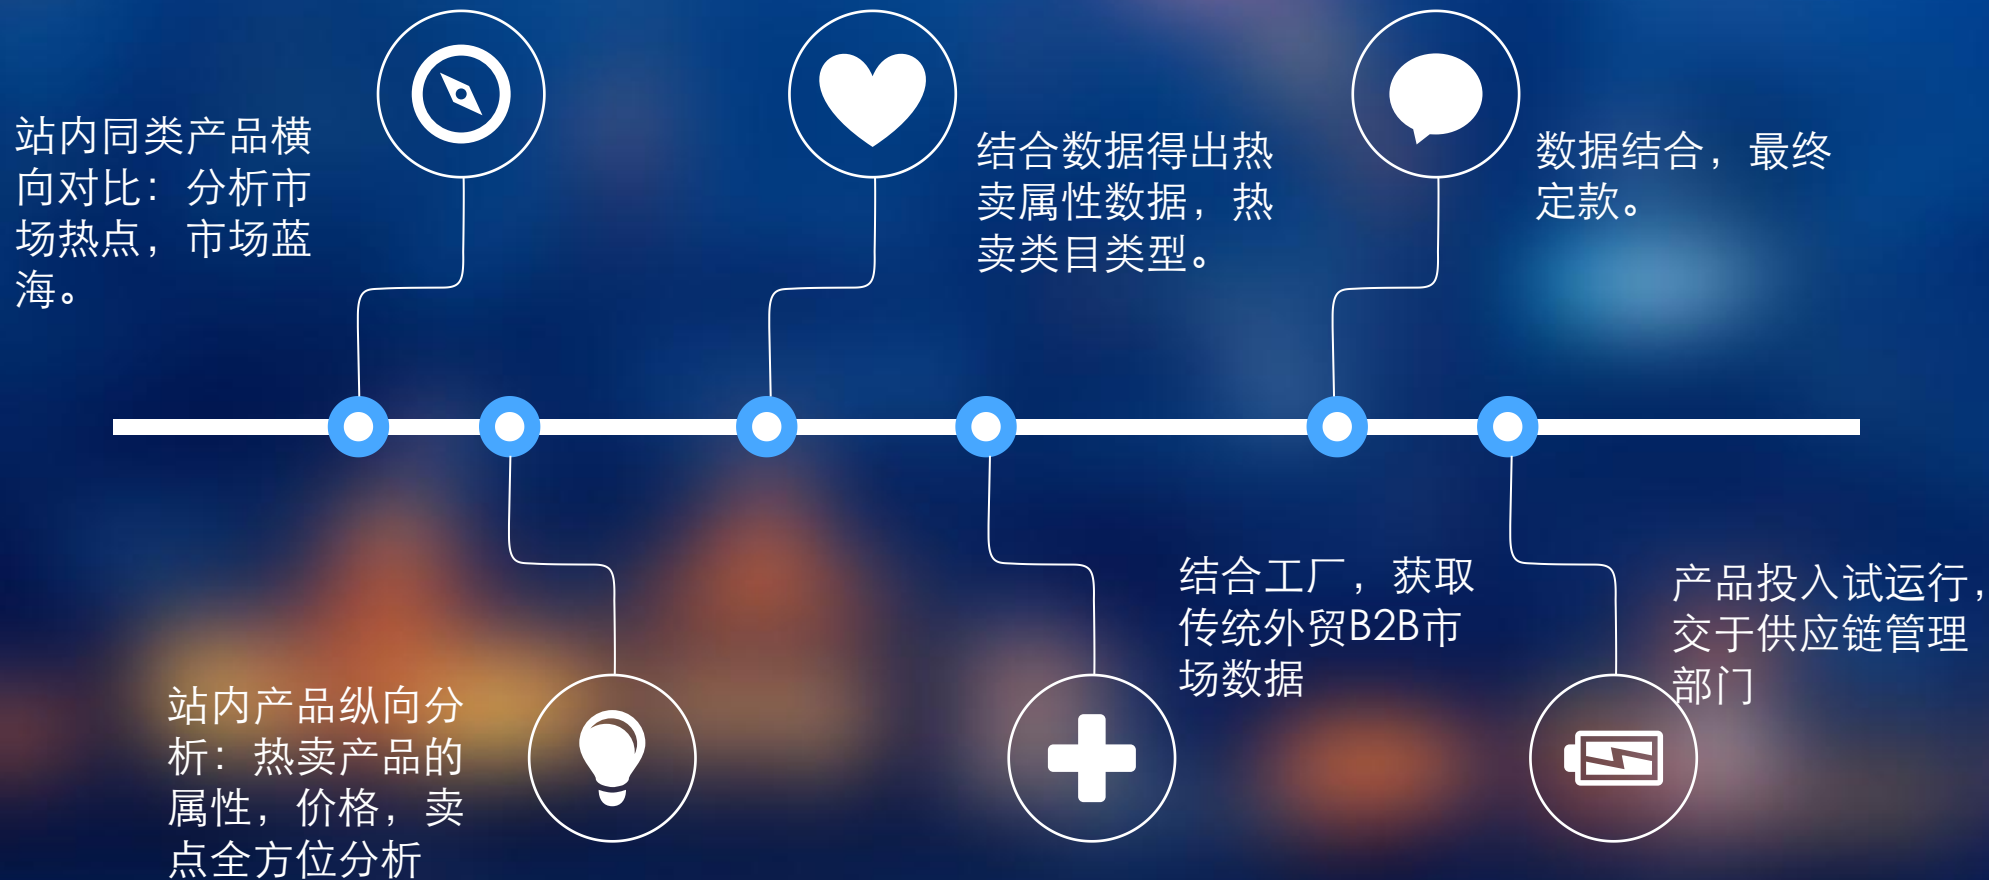 站内同类产品横
向对比：分析市
场热点，市场蓝
海。
站内产品纵向分
析：热卖产品的
属性，价格，卖
点全方位分析
结合数据得出热
卖属性数据，热
卖类目类型。
结合工厂，获取
传统外贸B2B市
场数据
数据结合，最终
定款。
产品投入试运行，
交于供应链管理
部门